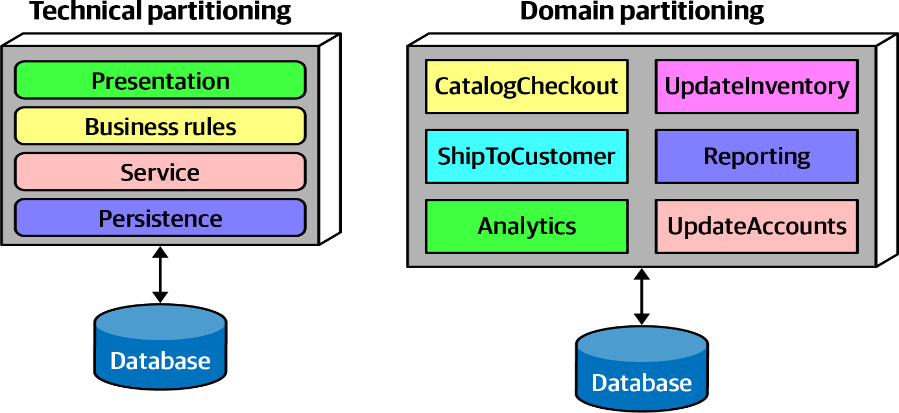 Technical partitioning
Presentation
Business rules
Service
Persistence
Database
Domain partitioning
CatalogCheckout
UpdateInventory
ShipToCustomer
Reporting
Analytics
UpdateAccounts
Database